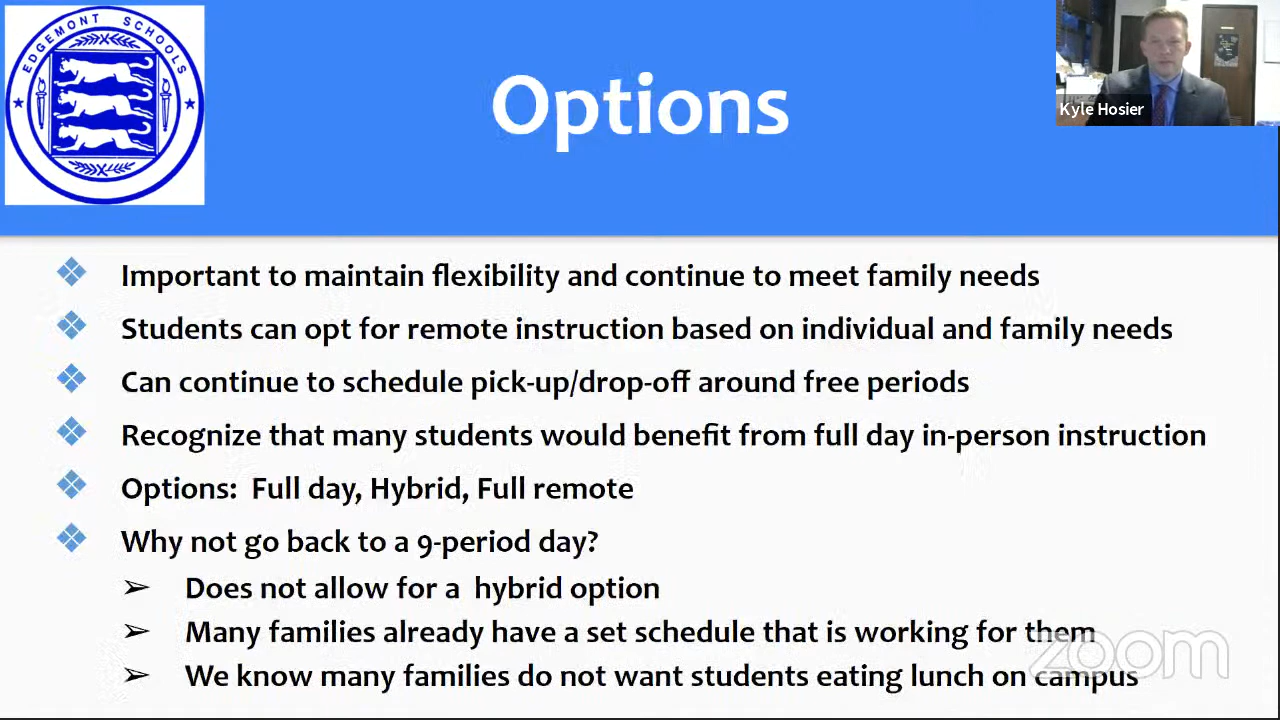 EDGEMONT SCHOOLS
Options
Kyle Hosier
Important to maintain flexibility and continue to meet family needs
Students can opt for remote instruction based on individual and family needs
Can continue to schedule pick-up/drop-off around free periods
Recognize that many students would benefit from full day in-person instruction
Options:  Full day, Hybrid, Full remote
Why not go back to a 9-period day?
Does not allow for a  hybrid option
Many families already have a set schedule that is working for them
We know many families do not want students eating lunch on campus
zoom